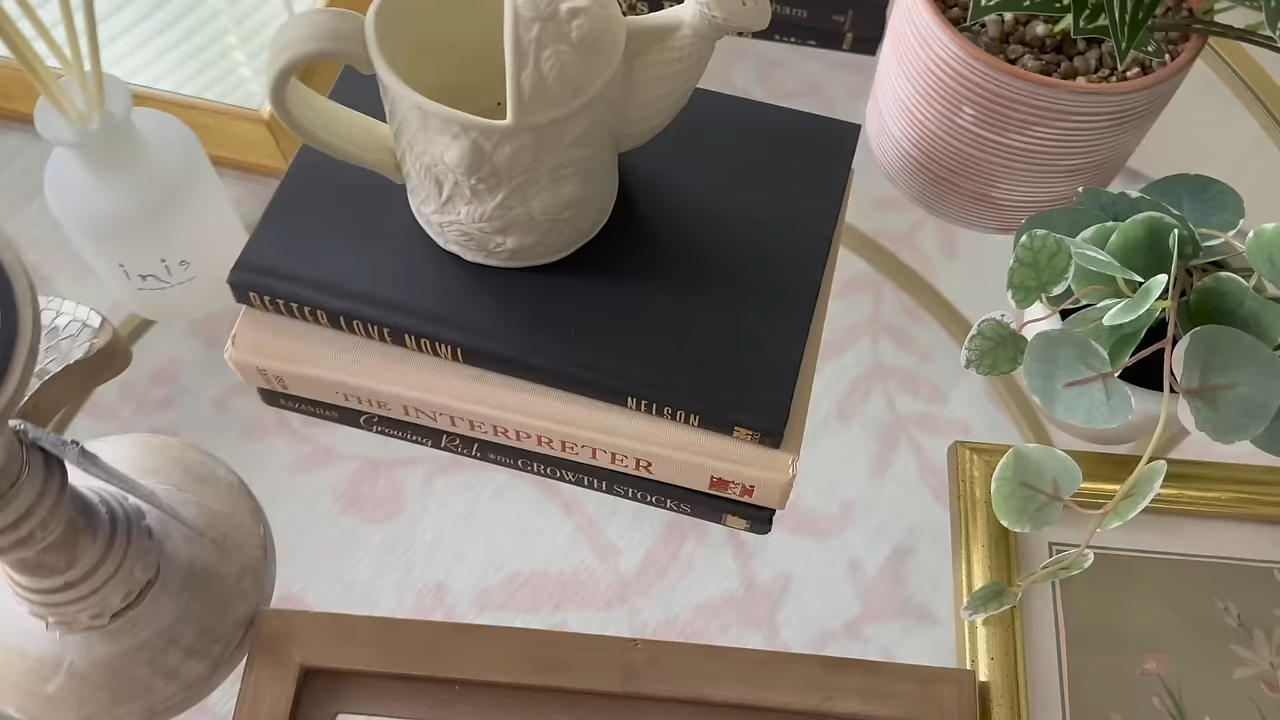 ham
inis
BETTER LOVE NOW!
NELSON
THE INTERPRETER
KAZANJIAN
Growing Rich WITH GROWTH STOCKS